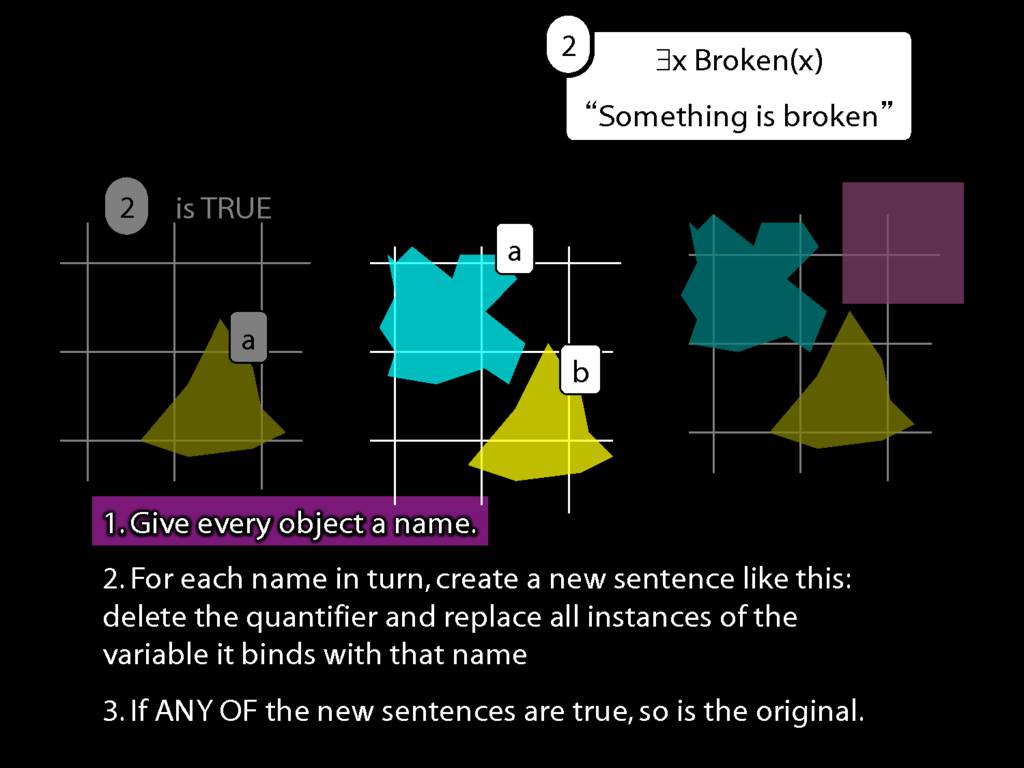 2
∃x Broken(x)
“Something is broken”
2 is TRUE
a
a
b
1. Give every object a name.
2. For each name in turn, create a new sentence like this:
delete the quantifier and replace all instances of the
variable it binds with that name
3. If ANY OF the new sentences are true, so is the original.